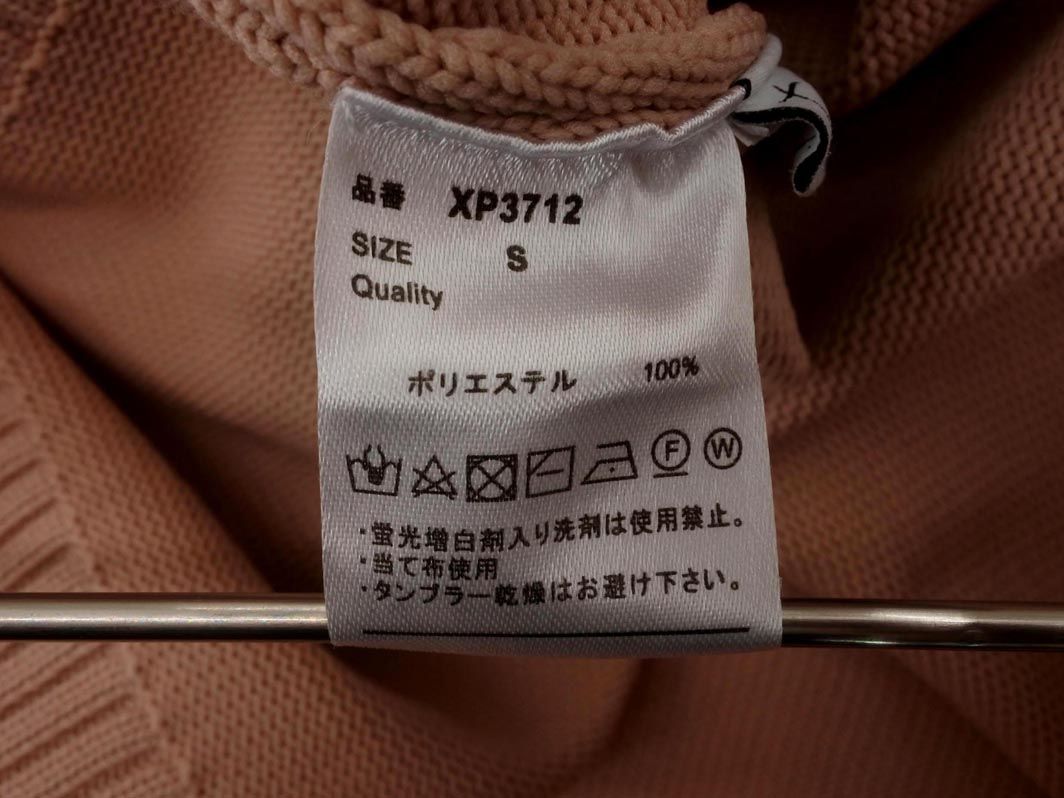 品番 XP3712
SIZE S
Quality
ポリエステル 100%
F W
・蛍光増白剤入り洗剤は使用禁止。
・当て布使用
・タンブラー乾燥はお避け下さい。
X